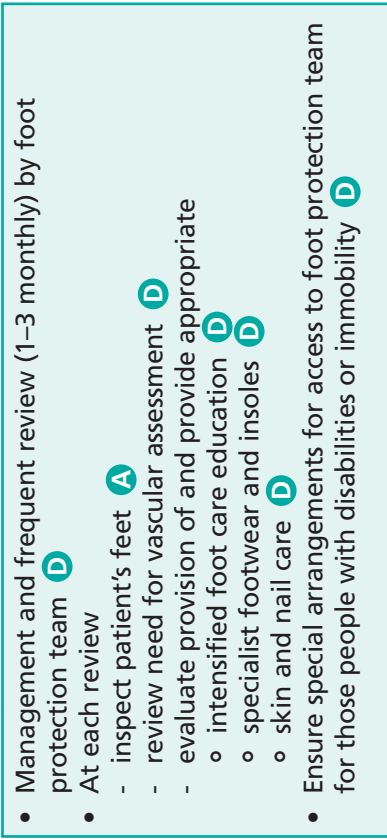 • Management and frequent review (1–3 monthly) by foot
protection team D
• At each review
- inspect patient's feet A
- review need for vascular assessment D
- evaluate provision of and provide appropriate
o intensified foot care education D
o specialist footwear and insoles D
o skin and nail care D
• Ensure special arrangements for access to foot protection team
for those people with disabilities or immobility D